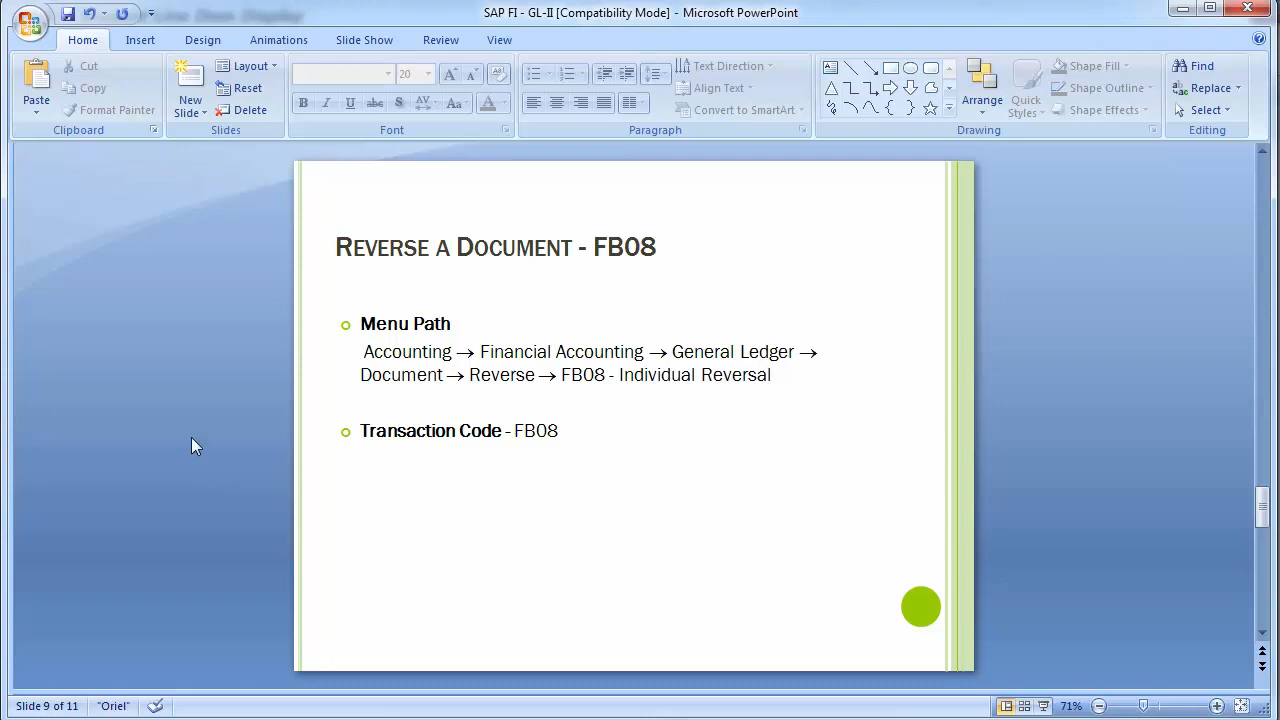 SAP FI - GL-II [Compatibility Mode] - Microsoft PowerPoint
Home Insert Design Animations Slide Show Review View
Paste
Cut
Copy
Format Painter
Clipboard
New Slide
Layout
Reset
Delete
Slides
20
B I U abc S AV Aa A
Font
Text Direction
Align Text
Convert to SmartArt
Paragraph
Arrange
Quick Styles
Shape Fill
Shape Outline
Shape Effects
Drawing
Find
Replace
Select
Editing
REVERSE A DOCUMENT - FB08
Menu Path
Accounting → Financial Accounting → General Ledger →
Document → Reverse → FB08 - Individual Reversal
Transaction Code - FB08
Slide 9 of 11 "Oriel" 71%